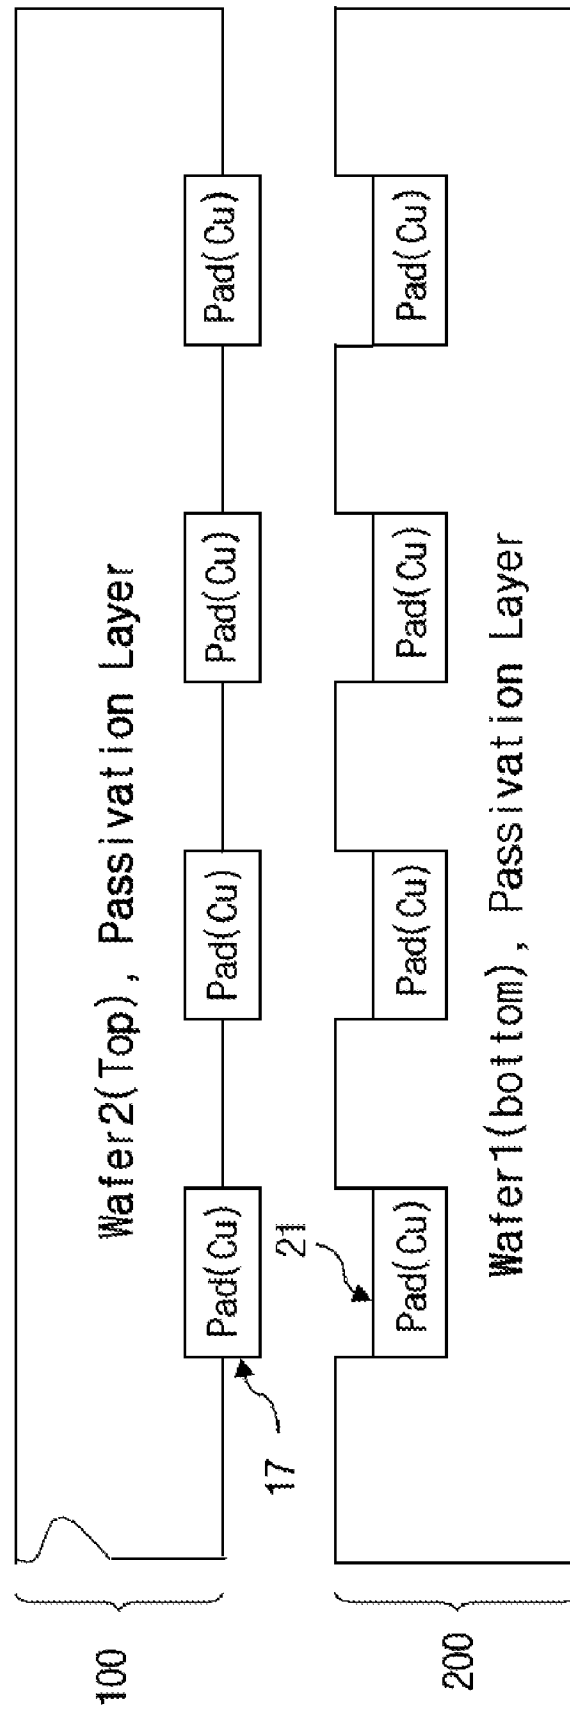 100
Wafer2(Top), Passivation Layer
Pad(Cu)
Pad(Cu)
Pad(Cu)
Pad(Cu)
17
21
Pad(Cu)
Pad(Cu)
Pad(Cu)
Pad(Cu)
200
Wafer1(bottom), Passivation Layer